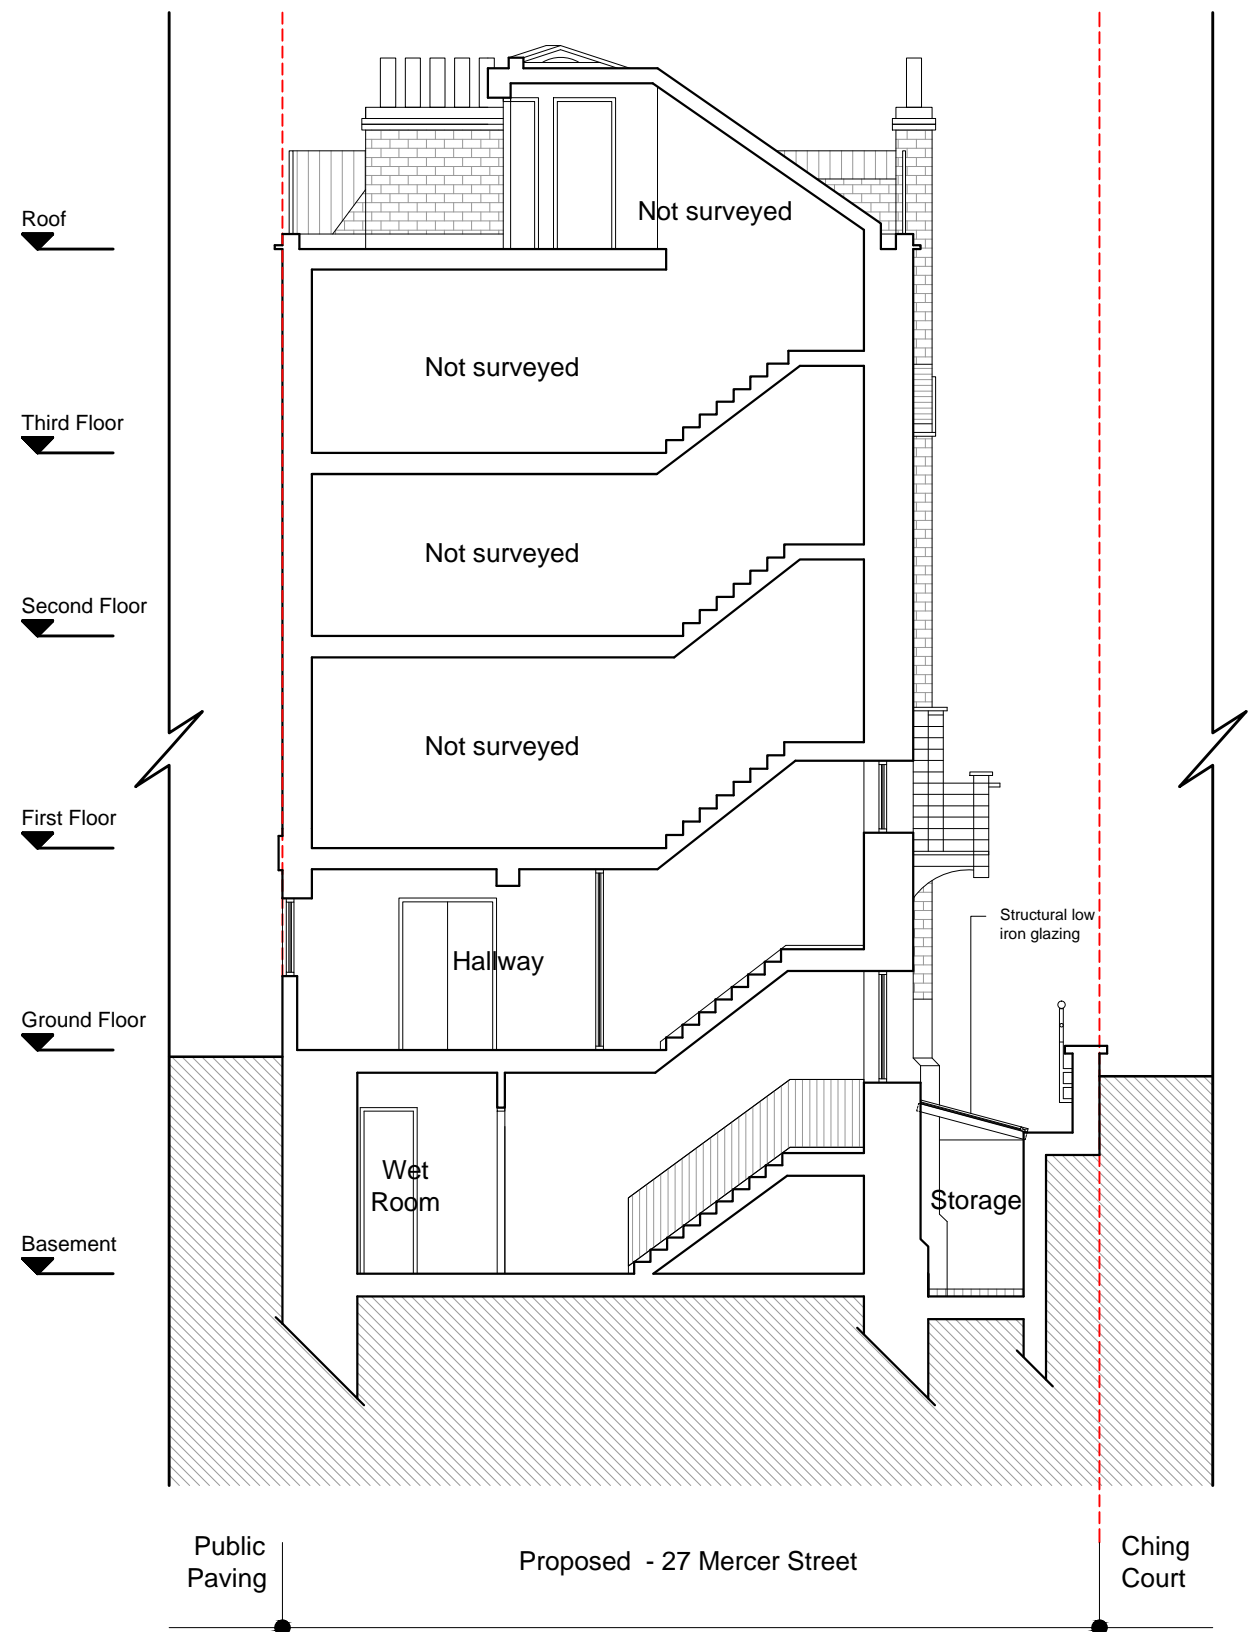 Roof
Not surveyed
Not surveyed
Third Floor
Not surveyed
Second Floor
Not surveyed
First Floor
Structural low
iron glazing
Hallway
Ground Floor
Wet
Room
Storage
Basement
Public
Paving
Proposed - 27 Mercer Street
Ching
Court